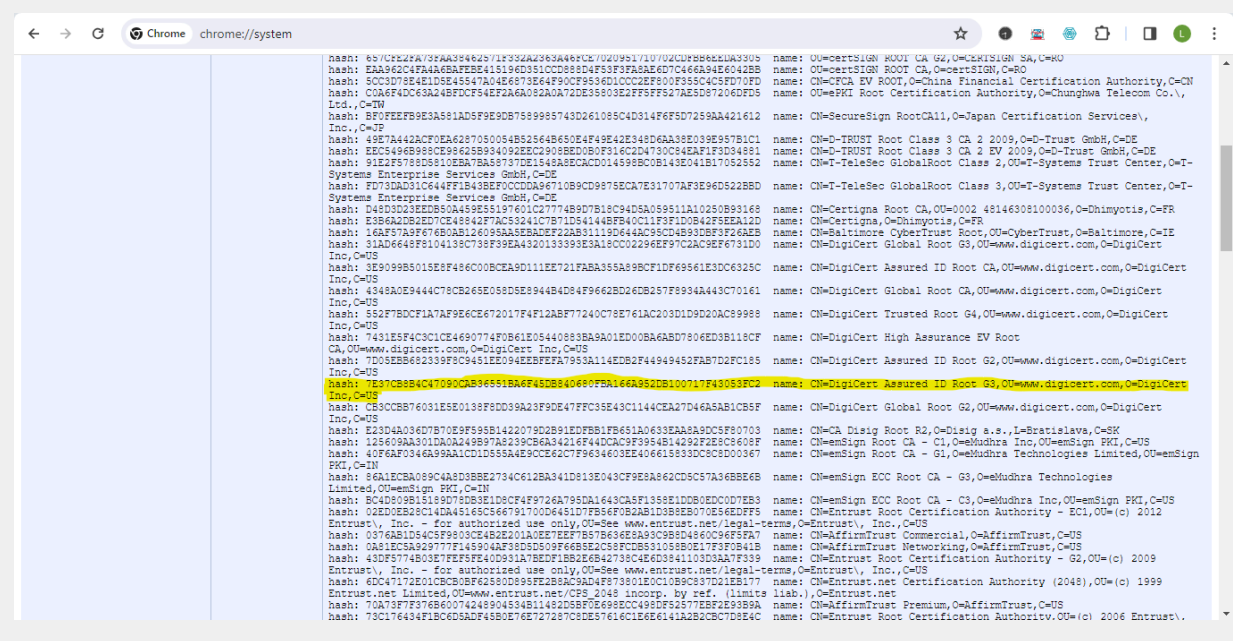 Chrome
chrome://system
L
hash: 657CFE2FA73FAA38462571F332A2363A46FCE7020951710702CDFBB6EEDA3305 name: OU=certSIGN ROOT CA G2,O=CERTSIGN SA,C=RO
hash: EAA962C4FA4A6BAFEBE415196D351CCD888D4F53F3FA8AE6D7C466A94E6042BB name: OU=certSIGN ROOT CA,O=certSIGN,C=RO
hash: 5CC3D78E4E1D5E45547A04E6873E64F90CF9536D1CCC2EF800F355C4C5FD70FD name: CN=CFCA EV ROOT,O=China Financial Certification Authority,C=CN
hash: C0A6F4DC63A24BFDCF54EF2A6A082A0A72DE35803E2FF5FF527AE5D87206DFD5 name: OU=ePKI Root Certification Authority,O=Chunghwa Telecom Co.\,
Ltd.,C=TW
hash: BF0FEEFB9E3A581AD5F9E9DB7589985743D261085C4D314F6F5D7259AA421612 name: CN=SecureSign RootCA11,O=Japan Certification Services\,
Inc.,C=JP
hash: 49E7A442ACF0EA6287050054B52564B650E4F49E42E348D6AA38E039E957B1C1 name: CN=D-TRUST Root Class 3 CA 2 2009,O=D-Trust GmbH,C=DE
hash: EEC5496B988CE98625B934092EEC2908BED0B0F316C2D4730C84EAF1F3D34881 name: CN=D-TRUST Root Class 3 CA 2 EV 2009,O=D-Trust GmbH,C=DE
hash: 91E2F5788D5810EBA7BA58737DE1548A8ECACD014598BC0B143E041B17052552 name: CN=T-TeleSec GlobalRoot Class 2,OU=T-Systems Trust Center,O=T-
Systems Enterprise Services GmbH,C=DE
hash: FD73DAD31C644FF1B43BEF0CCDDA96710B9CD9875ECA7E31707AF3E96D522BBD name: CN=T-TeleSec GlobalRoot Class 3,OU=T-Systems Trust Center,O=T-
Systems Enterprise Services GmbH,C=DE
hash: D48D3D23EEDB50A459E55197601C27774B9D7B18C94D5A059511A10250B93168 name: CN=Certigna Root CA,OU=0002 48146308100036,O=Dhimyotis,C=FR
hash: E3B6A2DB2ED7CE48842F7AC53241C7B71D54144BFB40C11F3F1D0B42F5EEA12D name: CN=Certigna,O=Dhimyotis,C=FR
hash: 16AF57A9F676B0AB126095AA5EBADEF22AB31119D644AC95CD4B93DBF3F26AEB name: CN=Baltimore CyberTrust Root,OU=CyberTrust,O=Baltimore,C=IE
hash: 31AD6648F8104138C738F39EA4320133393E3A18CC02296EF97C2AC9EF6731D0 name: CN=DigiCert Global Root G3,OU=www.digicert.com,O=DigiCert
Inc,C=US
hash: 3E9099B5015E8F486C00BCEA9D111EE721FABA355A89BCF1DF69561E3DC6325C name: CN=DigiCert Assured ID Root CA,OU=www.digicert.com,O=DigiCert
Inc,C=US
hash: 4348A0E9444C78CB265E058D5E8944B4D84F9662BD26DB257F8934A443C70161 name: CN=DigiCert Global Root CA,OU=www.digicert.com,O=DigiCert
Inc,C=US
hash: 552F7BDCF1A7AF9E6CE672017F4F12ABF77240C78E761AC203D1D9D20AC89988 name: CN=DigiCert Trusted Root G4,OU=www.digicert.com,O=DigiCert
Inc,C=US
hash: 7431E5F4C3C1CE4690774F0B61E05440883BA9A01ED00BA6ABD7806ED3B118CF name: CN=DigiCert High Assurance EV Root
CA,OU=www.digicert.com,O=DigiCert Inc,C=US
hash: 7D05EBB682339F8C9451EE094EEBFEFA7953A114EDB2F44949452FAB7D2FC185 name: CN=DigiCert Assured ID Root G2,OU=www.digicert.com,O=DigiCert
Inc,C=US
hash: 7E37CB8B4C47090CAB36551BA6F45DB840680FBA166A952DB100717F43053FC2 name: CN=DigiCert Assured ID Root G3,OU=www.digicert.com,O=DigiCert
Inc,C=US
hash: CB3CCBB76031E5E0138F8DD39A23F9DE47FFC35E43C1144CEA27D46A5AB1CB5F name: CN=DigiCert Global Root G2,OU=www.digicert.com,O=DigiCert
Inc,C=US
hash: E23D4A036D7B70E9F595B1422079D2B91EDFBB1FB651A0633EAA8A9DC5F80703 name: CN=CA Disig Root R2,O=Disig a.s.,L=Bratislava,C=SK
hash: 125609AA301DA0A249B97A8239CB6A34216F44DCAC9F3954B14292F2E8C8608F name: CN=emSign Root CA - C1,O=eMudhra Inc,OU=emSign PKI,C=US
hash: 40F6AF0346A99AA1CD1D555A4E9CCE62C7F9634603EE406615833DC8C8D00367 name: CN=emSign Root CA - G1,O=eMudhra Technologies Limited,OU=emSign
PKI,C=IN
hash: 86A1ECBA089C4A8D3BBE2734C612BA341D813E043CF9E8A862CD5C57A36BBE6B name: CN=emSign ECC Root CA - G3,O=eMudhra Technologies
Limited,OU=emSign PKI,C=IN
hash: BC4D809B15189D78DB3E1D8CF4F9726A795DA1643CA5F1358E1DDB0EDC0D7EB3 name: CN=emSign ECC Root CA - C3,O=eMudhra Inc,OU=emSign PKI,C=US
hash: 02ED0EB28C14DA45165C566791700D6451D7FB56F0B2AB1D3B8EB070E56EDFF5 name: CN=Entrust Root Certification Authority - EC1,OU=(c) 2012
Entrust\, Inc. - for authorized use only,OU=See www.entrust.net/legal-terms,O=Entrust\, Inc.,C=US
hash: 0376AB1D54C5F9803CE4B2E201A0EE7EEF7B57B636E8A93C9B8D4860C96F5FA7 name: CN=AffirmTrust Commercial,O=AffirmTrust,C=US
hash: 0A81EC5A929777F145904AF38D5D509F66B5E2C58FCDB531058B0E17F3F0B41B name: CN=AffirmTrust Networking,O=AffirmTrust,C=US
hash: 43DF5774B03E7FEF5FE40D931A7BEDF1BB2E6B42738C4E6D3841103D3AA7F339 name: CN=Entrust Root Certification Authority - G2,OU=(c) 2009
Entrust\, Inc. - for authorized use only,OU=See www.entrust.net/legal-terms,O=Entrust\, Inc.,C=US
hash: 6DC47172E01CBCB0BF62580D895FE2B8AC9AD4F873801E0C10B9C837D21EB177 name: CN=Entrust.net Certification Authority (2048),OU=(c) 1999
Entrust.net Limited,OU=www.entrust.net/CPS_2048 incorp. by ref. (limits liab.),O=Entrust.net
hash: 70A73F7F376B60074248904534B11482D5BF0E698ECC498DF52577EBF2E93B9A name: CN=AffirmTrust Premium,O=AffirmTrust,C=US
hash: 73C176434F1BC6D5ADF45B0E76E727287C8DE57616C1E6E6141A2B2CBC7D8E4C name: CN=Entrust Root Certification Authority,OU=(c) 2006 Entrust\,